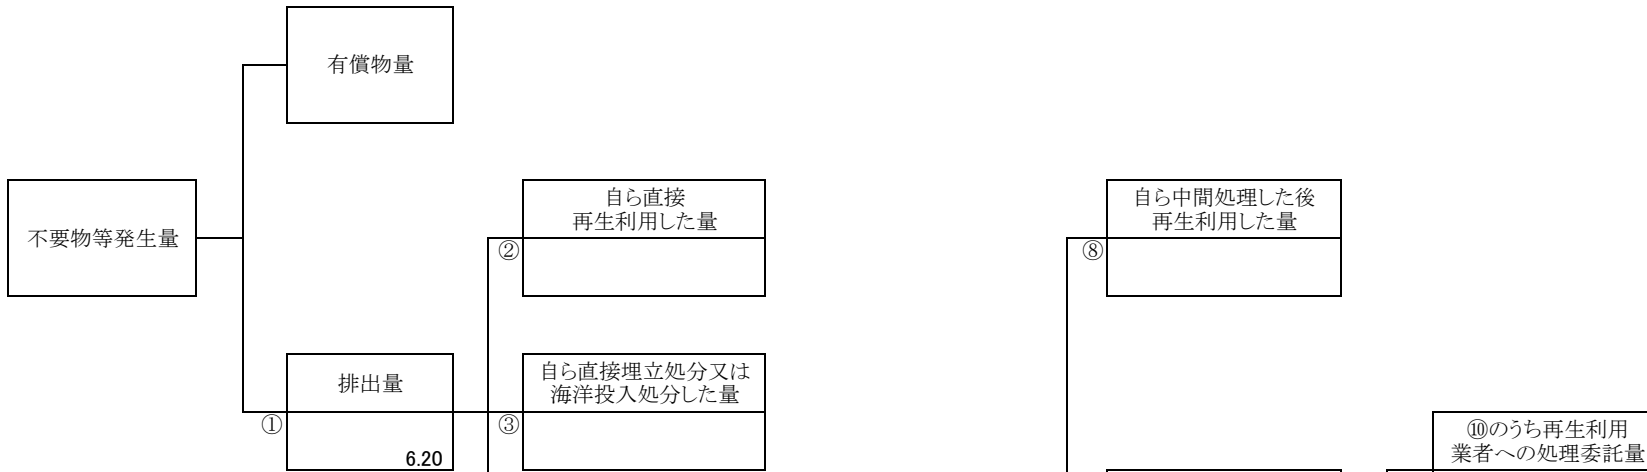 有償物量
不要物等発生量
自ら直接
再生利用した量
②
自ら中間処理した後
再生利用した量
⑧
排出量
①
6.20
自ら直接埋立処分又は
海洋投入処分した量
③
⑩のうち再生利用
業者への処理委託量